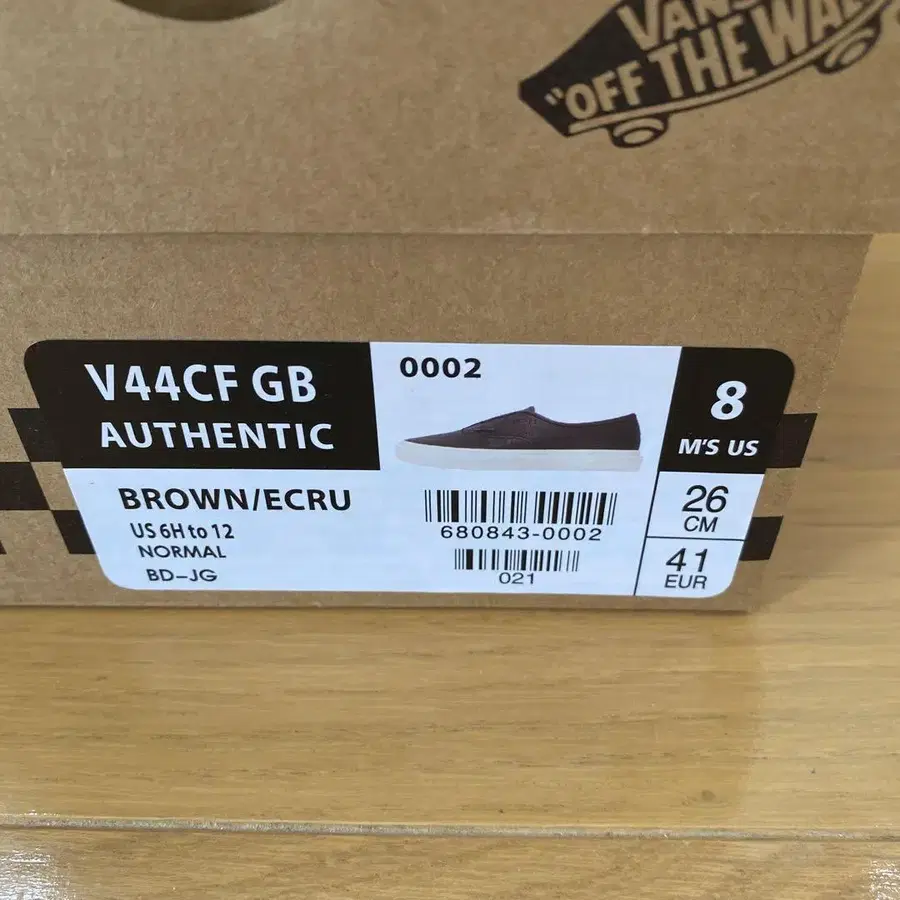 VANS
"OFF THE WALL
V44CF GB
AUTHENTIC
0002
8
M'S US
BROWN/ECRU
US 6H to 12
NORMAL
BD-JG
680843-0002
021
26
CM
41
EUR